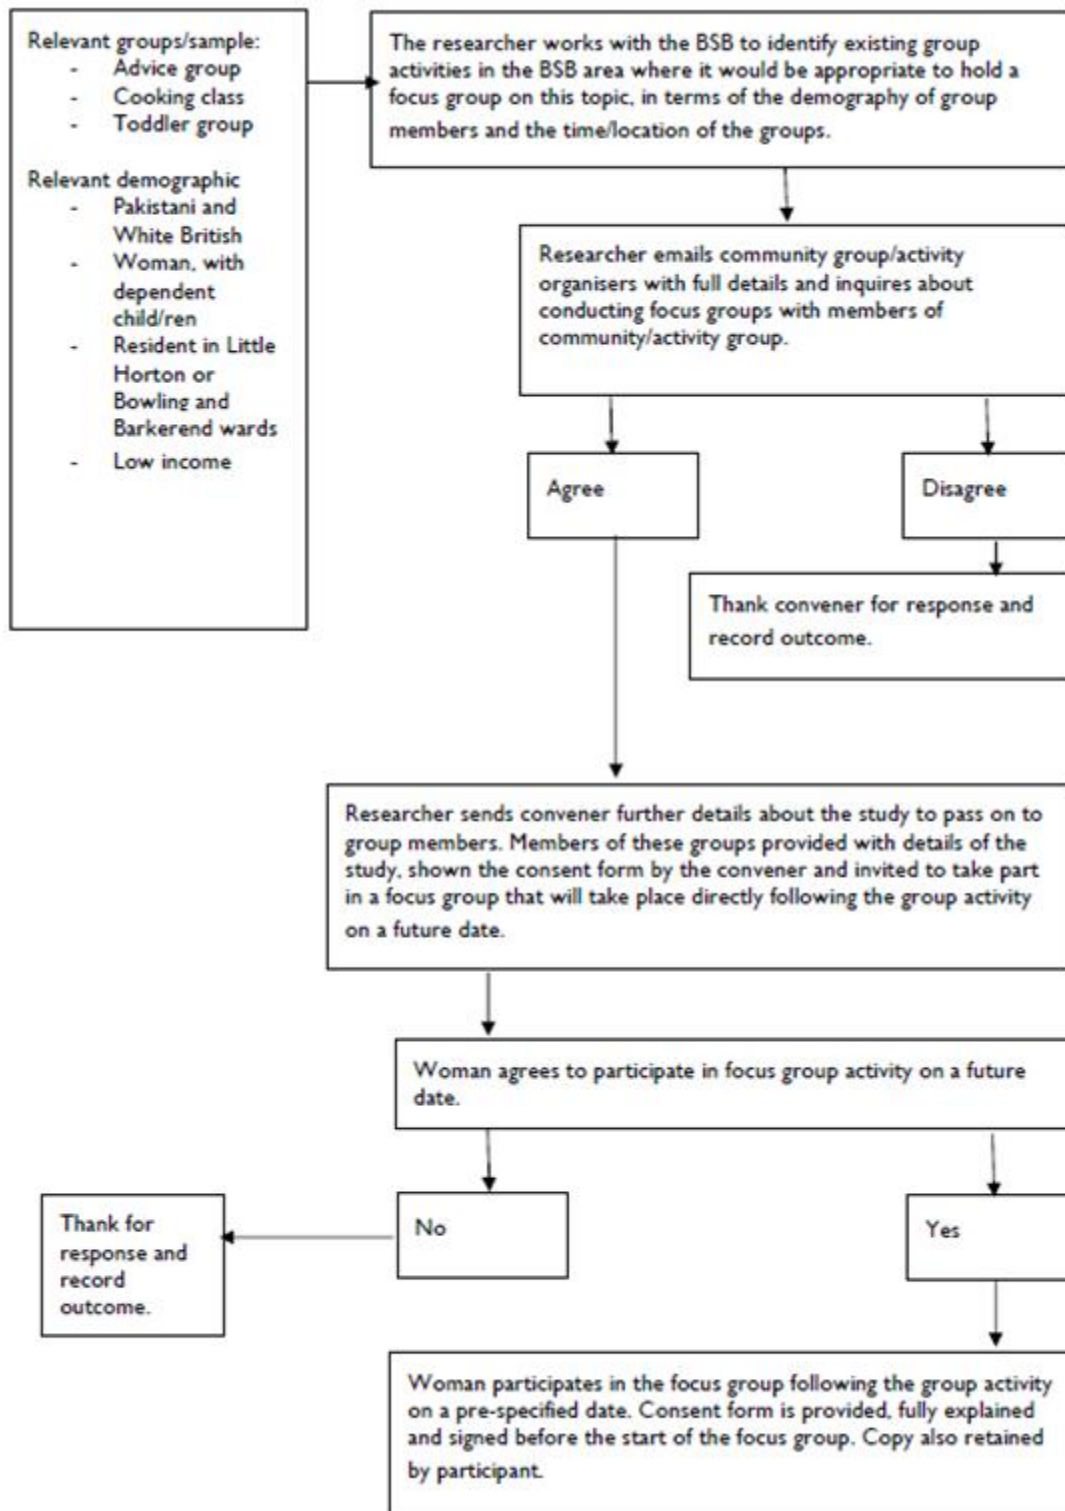 Relevant groups/sample:
- Advice group
- Cooking class
- Toddler group
Relevant demographic
- Pakistani and
White British
- Woman, with
dependent
child/ren
- Resident in Little
Horton or
Bowling and
Barkerend wards
- Low income
The researcher works with the BSB to identify existing group
activities in the BSB area where it would be appropriate to hold a
focus group on this topic, in terms of the demography of group
members and the time/location of the groups.
Researcher emails community group/activity
organisers with full details and inquires about
conducting focus groups with members of
community/activity group.
Agree
Disagree
Thank convener for response and
record outcome.
Researcher sends convener further details about the study to pass on to
group members. Members of these groups provided with details of the
study, shown the consent form by the convener and invited to take part
in a focus group that will take place directly following the group activity
on a future date.
Woman agrees to participate in focus group activity on a future
date.
No
Yes
Thank for
response and
record
outcome.
Woman participates in the focus group following the group activity
on a pre-specified date. Consent form is provided, fully explained
and signed before the start of the focus group. Copy also retained
by participant.